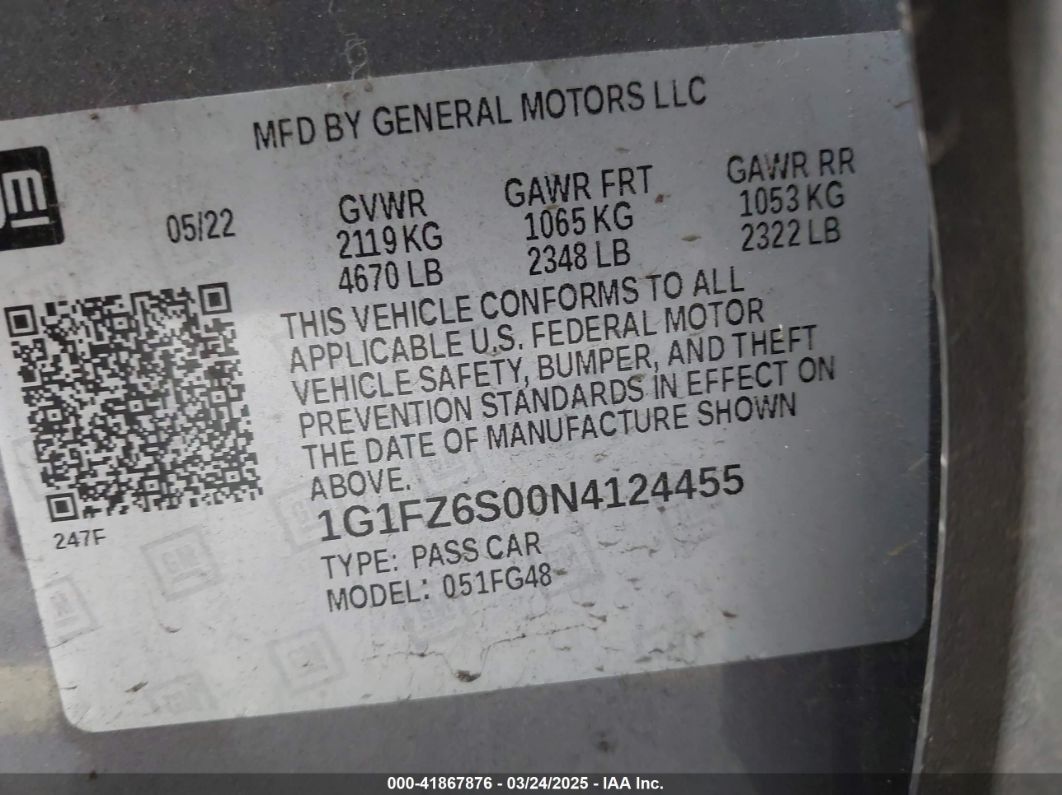 MFD BY GENERAL MOTORS LLC
GM
05/22
GVWR GAWR FRT GAWR RR
2119 KG 1065 KG 1053 KG
4670 LB 2348 LB 2322 LB
THIS VEHICLE CONFORMS TO ALL
APPLICABLE U.S. FEDERAL MOTOR
VEHICLE SAFETY, BUMPER, AND THEFT
PREVENTION STANDARDS IN EFFECT ON
THE DATE OF MANUFACTURE SHOWN
ABOVE.
1G1FZ6S00N4124455
247F
TYPE: PASS CAR
MODEL: 051FG48
000-41867876 - 03/24/2025 - IAA Inc.